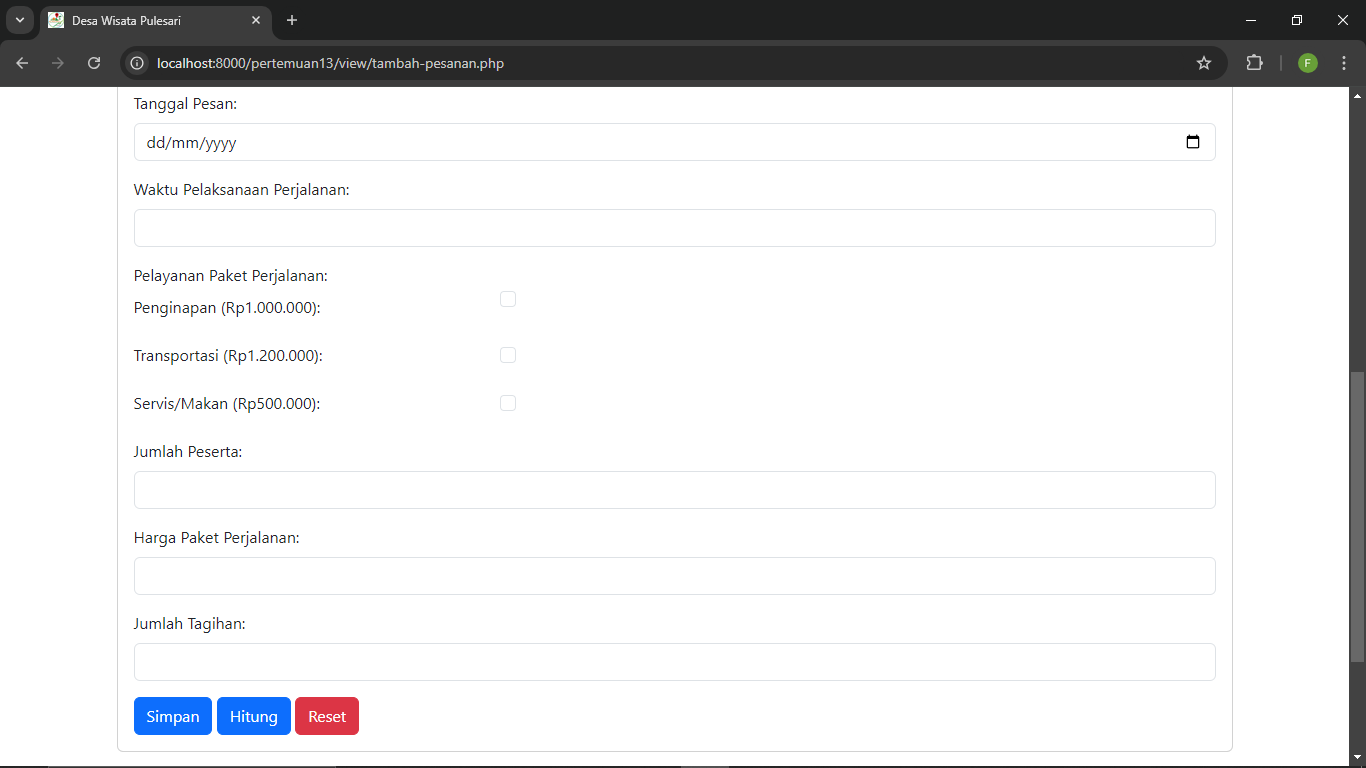 Desa Wisata Pulesari
localhost:8000/pertemuan13/view/tambah-pesanan.php
F
Tanggal Pesan:
dd/mm/yyyy
Waktu Pelaksanaan Perjalanan:
Pelayanan Paket Perjalanan:
Penginapan (Rp1.000.000):
Transportasi (Rp1.200.000):
Servis/Makan (Rp500.000):
Jumlah Peserta:
Harga Paket Perjalanan:
Jumlah Tagihan:
Simpan Hitung Reset